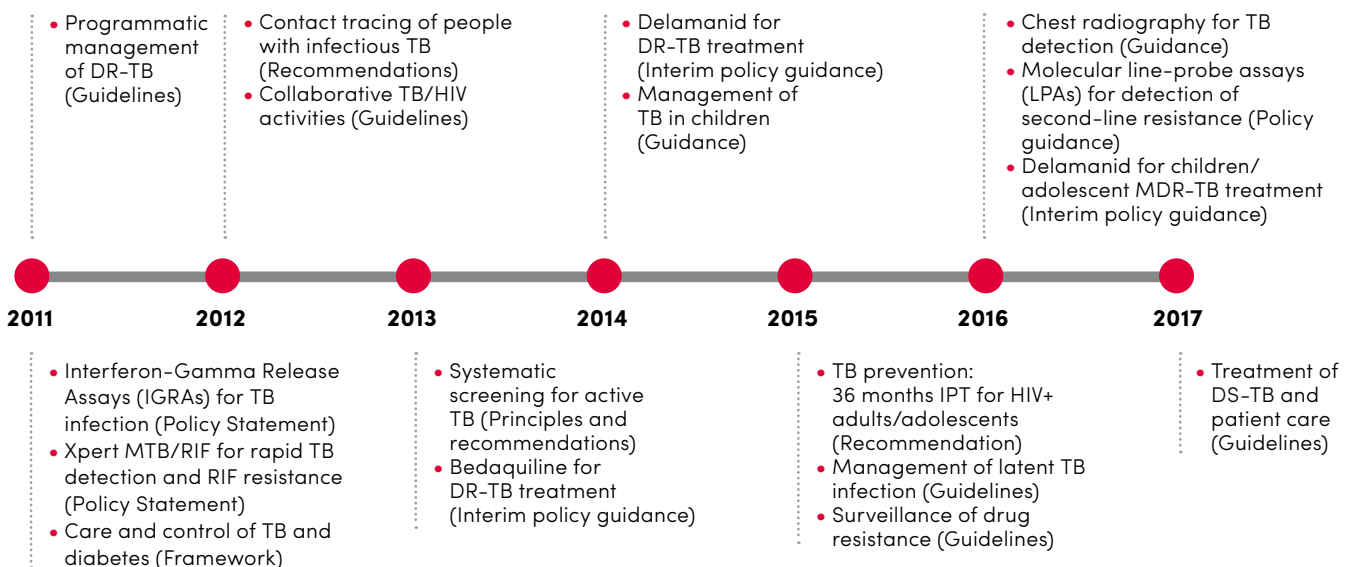 • Programmatic
management
of DR-TB
(Guidelines)
• Contact tracing of people
with infectious TB
(Recommendations)
• Collaborative TB/HIV
activities (Guidelines)
• Delamanid for
DR-TB treatment
(Interim policy guidance)
• Management of
TB in children
(Guidance)
• Chest radiography for TB
detection (Guidance)
• Molecular line-probe assays
(LPAs) for detection of
second-line resistance (Policy
guidance)
• Delamanid for children/
adolescent MDR-TB treatment
(Interim policy guidance)
2011
2012
2013
2014
2015
2016
2017
• Interferon-Gamma Release
Assays (IGRAs) for TB
infection (Policy Statement)
• Xpert MTB/RIF for rapid TB
detection and RIF resistance
(Policy Statement)
• Care and control of TB and
diabetes (Framework)
• Systematic
screening for active
TB (Principles and
recommendations)
• Bedaquiline for
DR-TB treatment
(Interim policy guidance)
• TB prevention:
36 months IPT for HIV+
adults/adolescents
(Recommendation)
• Management of latent TB
infection (Guidelines)
• Surveillance of drug
resistance (Guidelines)
• Treatment of
DS-TB and
patient care
(Guidelines)